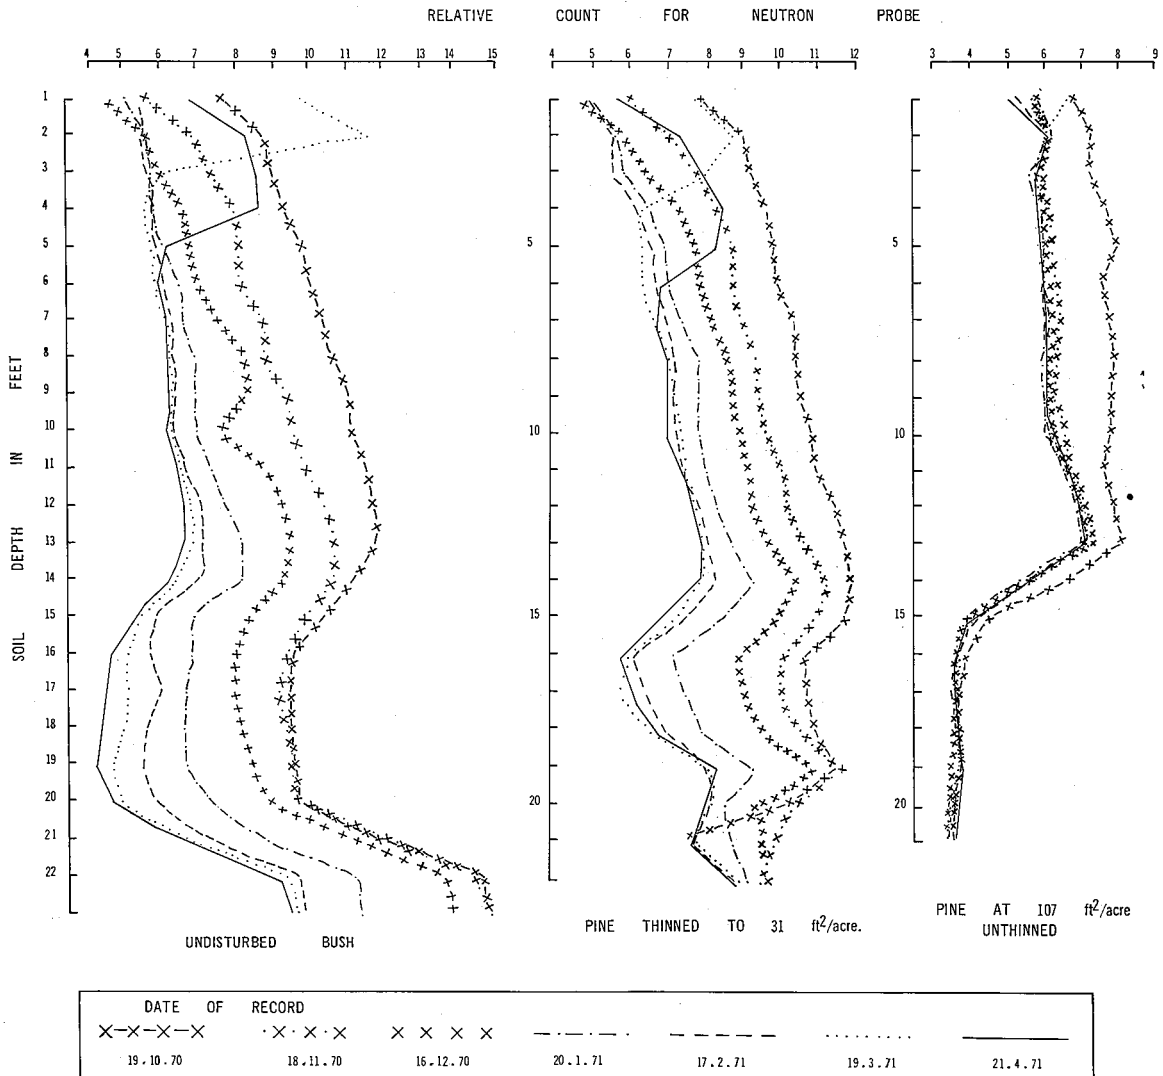 RELATIVE COUNT FOR NEUTRON PROBE
4 5 6 7 8 9 10 11 12 13 14 15
4 5 6 7 8 9 10 11 12
3 4 5 6 7 8 9
SOIL DEPTH IN FEET
1
2
3
4
5
6
7
8
9
10
11
12
13
14
15
16
17
18
19
20
21
22
5
10
15
20
5
10
15
20
UNDISTURBED BUSH
PINE THINNED TO 31 ft²/acre.
PINE AT 107 ft²/acre
UNTHINNED
DATE OF RECORD
19.10.70 18.11.70 16.12.70 20.1.71 17.2.71 19.3.71 21.4.71